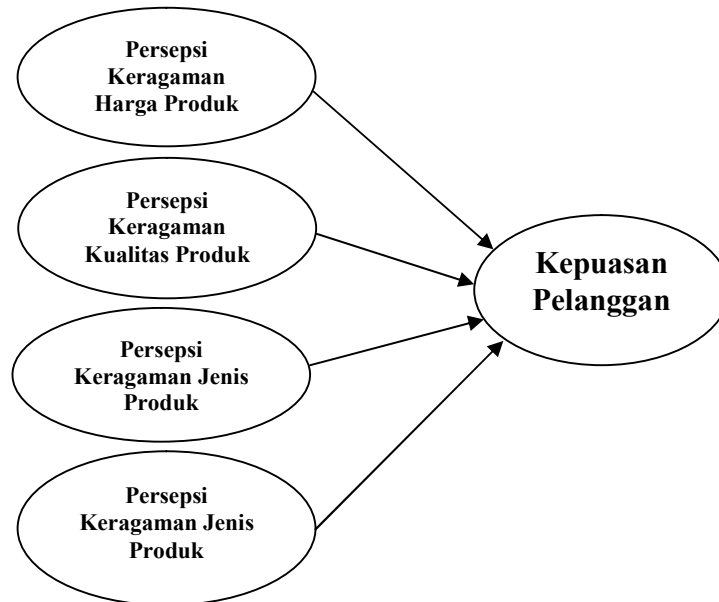 Persepsi
Keragaman
Harga Produk
Persepsi
Keragaman
Kualitas Produk
Kepuasan
Pelanggan
Persepsi
Keragaman Jenis
Produk
Persepsi
Keragaman Jenis
Produk